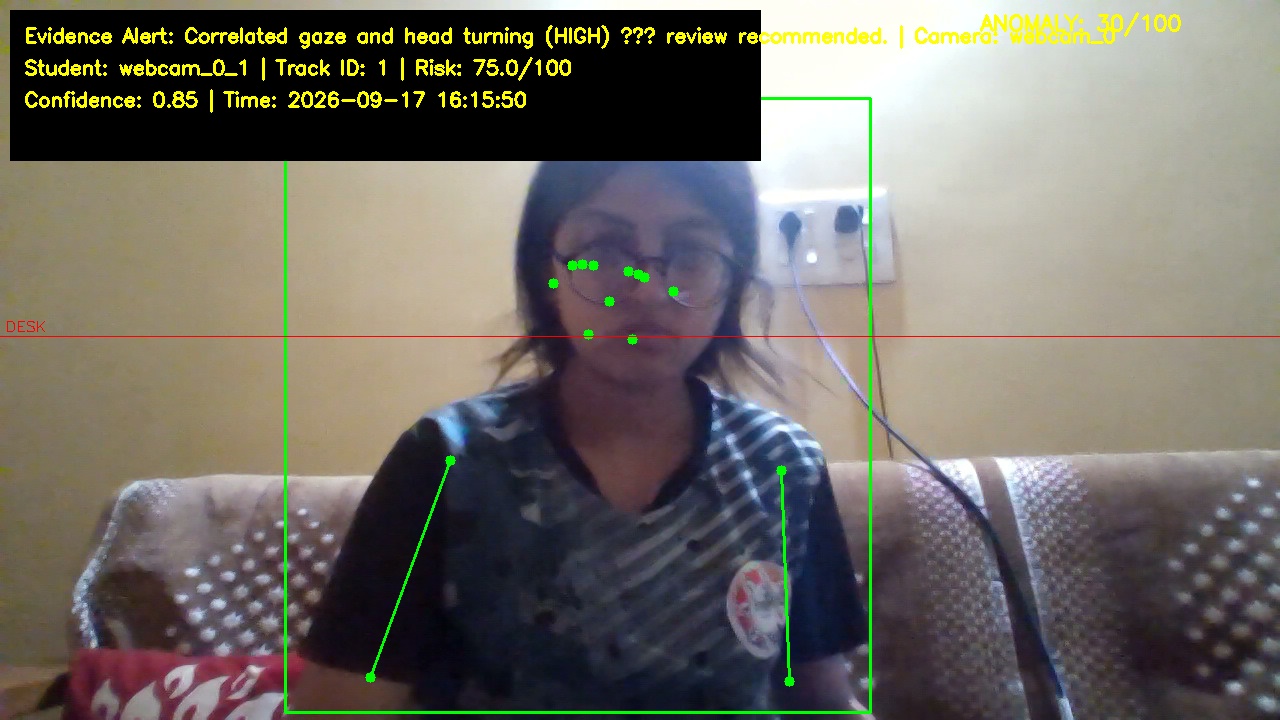 Evidence Alert: Correlated gaze and head turning (HIGH) ??? review recommended. | Camera: webcam_0
ANOMALY: 30/100
Student: webcam_0_1 | Track ID: 1 | Risk: 75.0/100
Confidence: 0.85 | Time: 2026-09-17 16:15:50
DESK